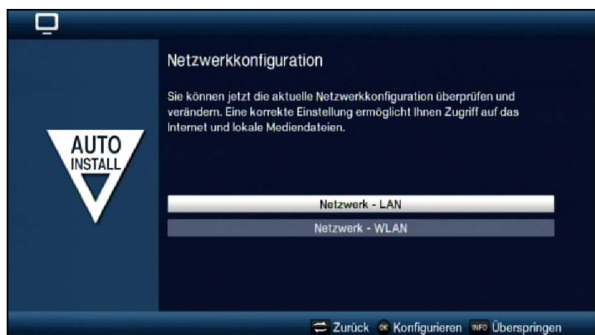 Netzwerkkonfiguration
Sie können jetzt die aktuelle Netzwerkkonfiguration überprüfen und
verändern. Eine korrekte Einstellung ermöglicht Ihnen Zugriff auf das
Internet und lokale Mediendateien.
AUTO
INSTALL
Netzwerk - LAN
Netzwerk - WLAN
Zurück OK Konfigurieren INFO Überspringen